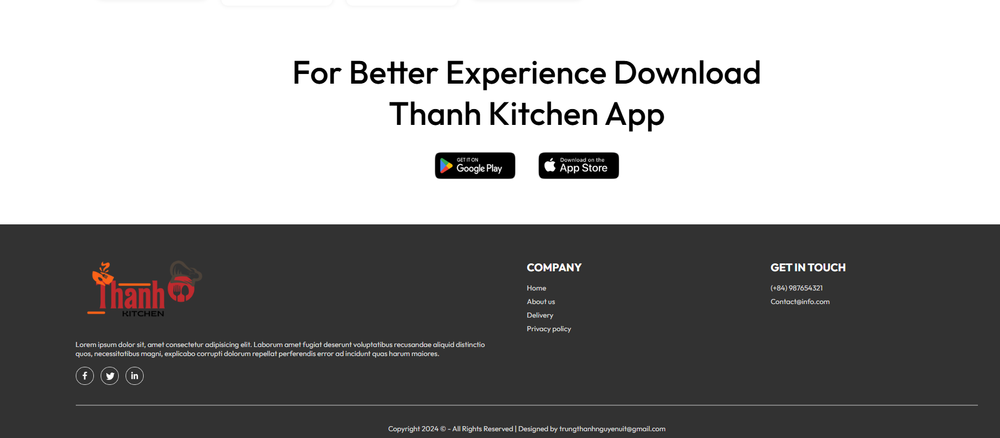 For Better Experience Download
Thanh Kitchen App
GET IT ON
Google Play
Download on the
App Store
Thanh
KITCHEN
Lorem ipsum dolor sit, amet consectetur adipisicing elit. Laborum amet fugiat deserunt voluptatibus recusandae aliquid distinctio
quos, necessitatibus magni, explicabo corrupti dolorum repellat perferendis error ad incidunt quas harum maiores.
COMPANY
Home
About us
Delivery
Privacy policy
GET IN TOUCH
(+84) 987654321
Contact@info.com
Copyright 2024 © - All Rights Reserved | Designed by trungthanhnguyenuit@gmail.com